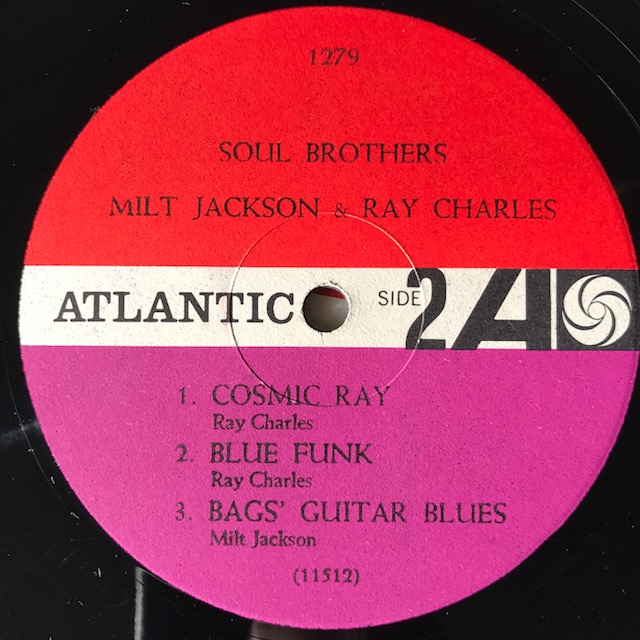 1279
SOUL BROTHERS
MILT JACKSON & RAY CHARLES
ATLANTIC SIDE 2 A
1. COSMIC RAY
Ray Charles
2. BLUE FUNK
Ray Charles
3. BAGS' GUITAR BLUES
Milt Jackson
(11512)